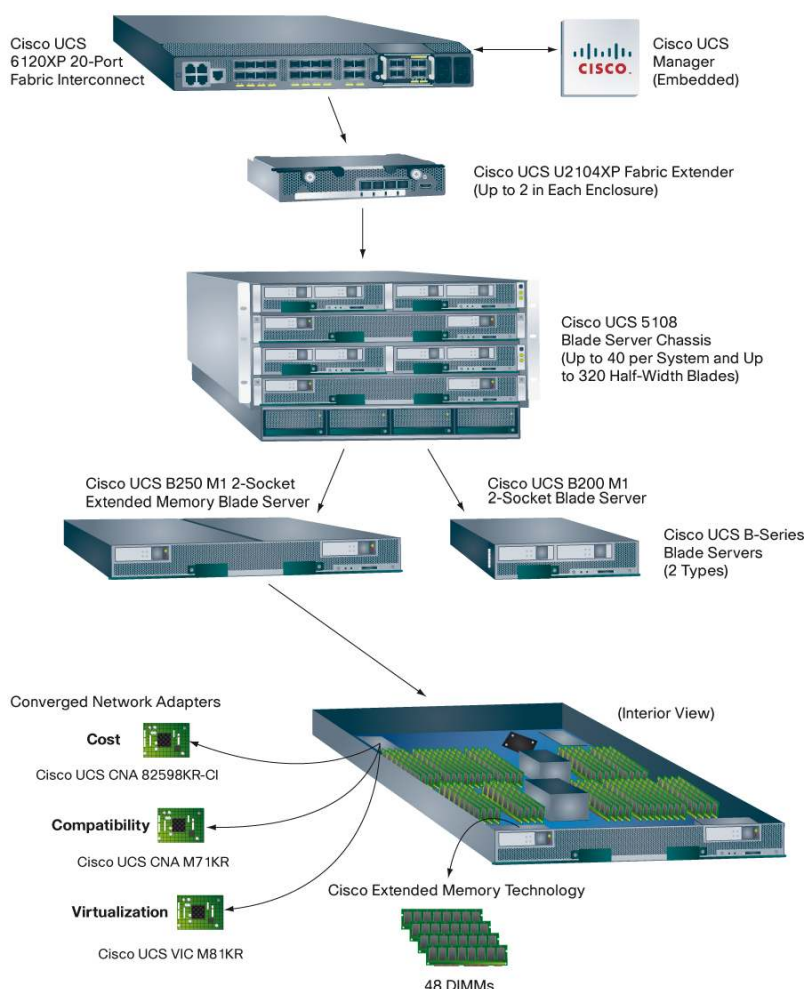 Cisco UCS
6120XP 20-Port
Fabric Interconnect
CISCO.
Cisco UCS
Manager
(Embedded)
Cisco UCS U2104XP Fabric Extender
(Up to 2 in Each Enclosure)
Cisco UCS 5108
Blade Server Chassis
(Up to 40 per System and Up
to 320 Half-Width Blades)
Cisco UCS B250 M1 2-Socket
Extended Memory Blade Server
Cisco UCS B200 M1
2-Socket Blade Server
Cisco UCS B-Series
Blade Servers
(2 Types)
Converged Network Adapters
(Interior View)
Cost
Cisco UCS CNA 82598KR-CI
Compatibility
Cisco UCS CNA M71KR
Virtualization
Cisco UCS VIC M81KR
Cisco Extended Memory Technology
48 DIMMs